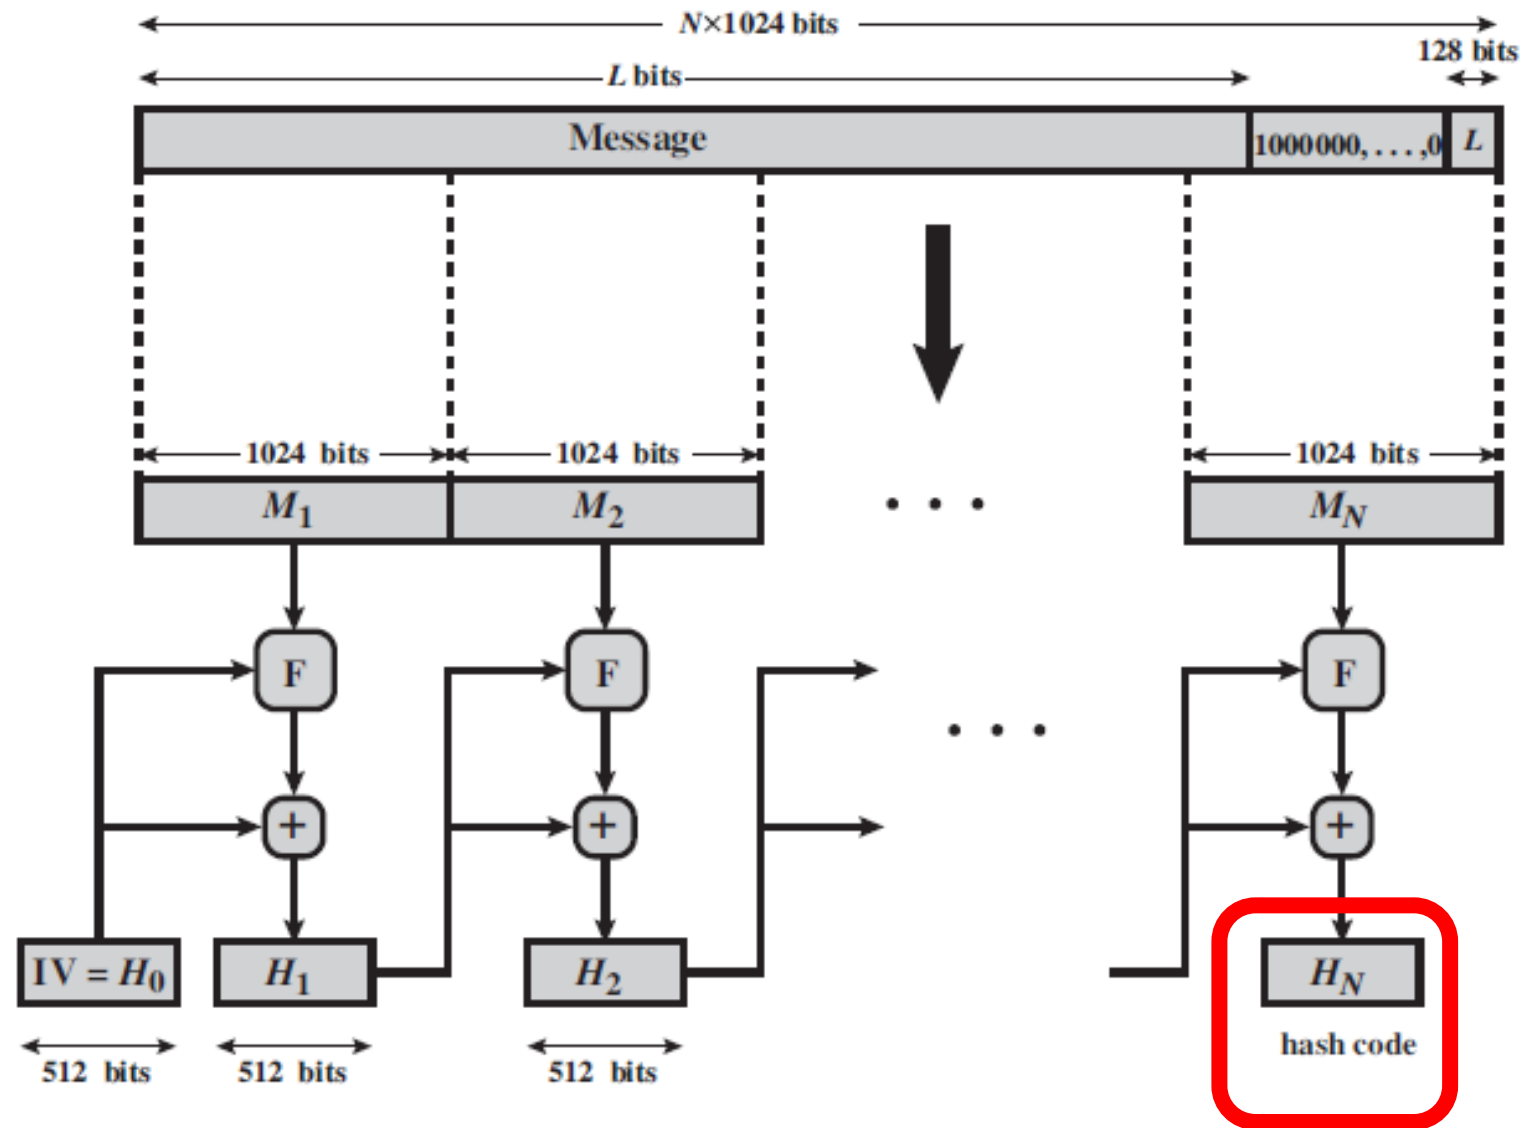 N×1024 bits
128 bits
L bits
Message
1000000, . . . ,0
L
1024 bits
1024 bits
1024 bits
M1
M2
. . .
MN
F
F
F
. . .
+
+
+
IV = H0
H1
H2
HN
hash code
512 bits
512 bits
512 bits